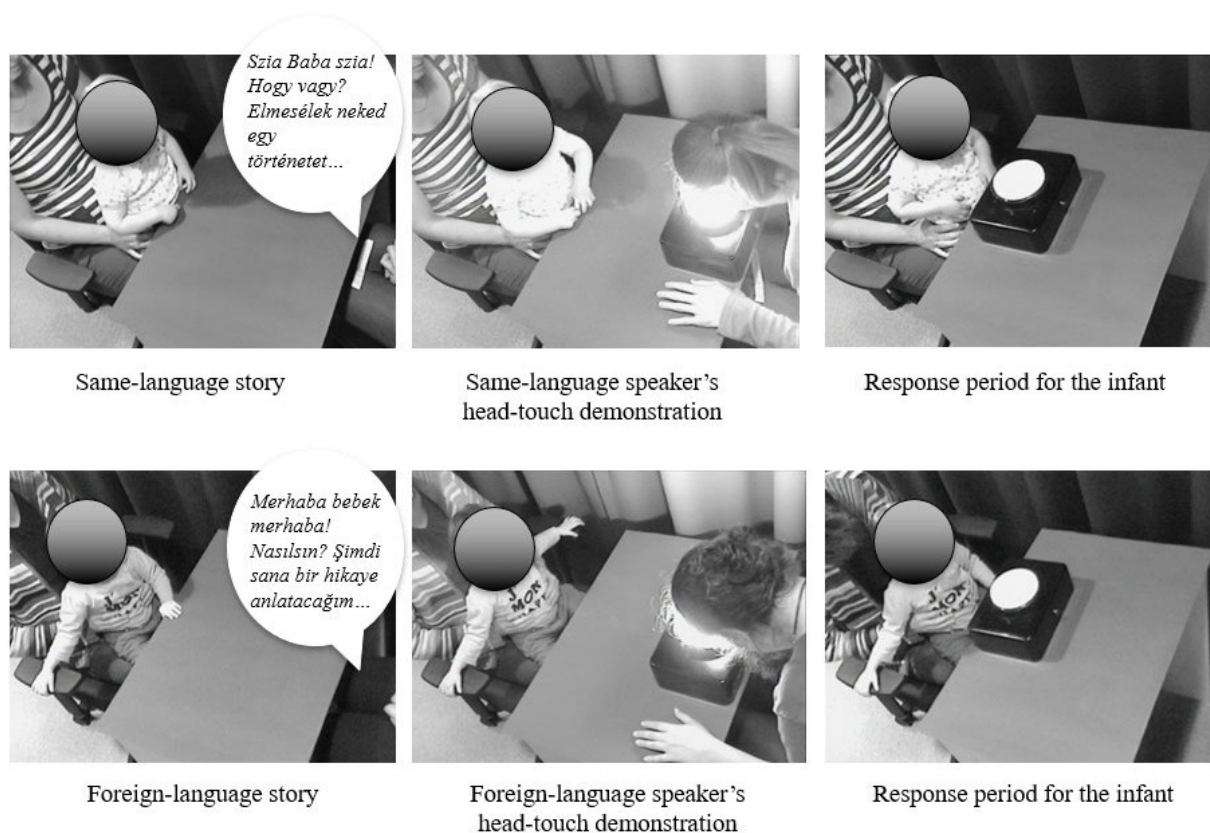 Szia Baba szia!
Hogy vagy?
Elmesélek neked
egy
történetet…
Same-language story
Same-language speaker’s
head-touch demonstration
Response period for the infant
Merhaba bebek
merhaba!
Nasılsın? Şimdi
sana bir hikaye
anlatacağım…
J'
MON
Foreign-language story
Foreign-language speaker’s
head-touch demonstration
Response period for the infant